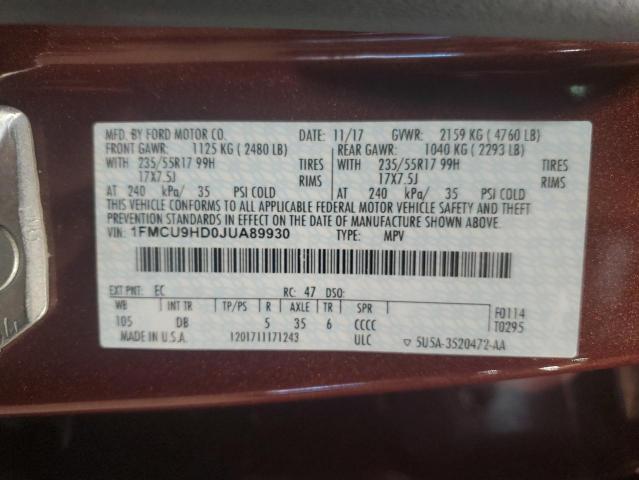 MFD. BY FORD MOTOR CO. DATE: 11/17 GVWR: 2159 KG ( 4760 LB)
FRONT GAWR: 1125 KG ( 2480 LB) REAR GAWR: 1040 KG ( 2293 LB)
WITH 235/55R17 99H TIRES WITH 235/55R17 99H TIRES
17X7.5J RIMS 17X7.5J RIMS
AT 240 kPa/ 35 PSI COLD AT 240 kPa/ 35 PSI COLD
THIS VEHICLE CONFORMS TO ALL APPLICABLE FEDERAL MOTOR VEHICLE SAFETY AND THEFT
PREVENTION STANDARDS IN EFFECT ON THE DATE OF MANUFACTURE SHOWN ABOVE.
VIN: 1FMCU9HD0JUA89930 TYPE: MPV
EXT PNT: EC RC: 47 DSO:
WB INT TR TP/PS R AXLE TR SPR
105 DB 5 35 6 CCCC
F0114
T0295
MADE IN U.S.A. 1201711171243 ULC 5U5A-3520472-AA